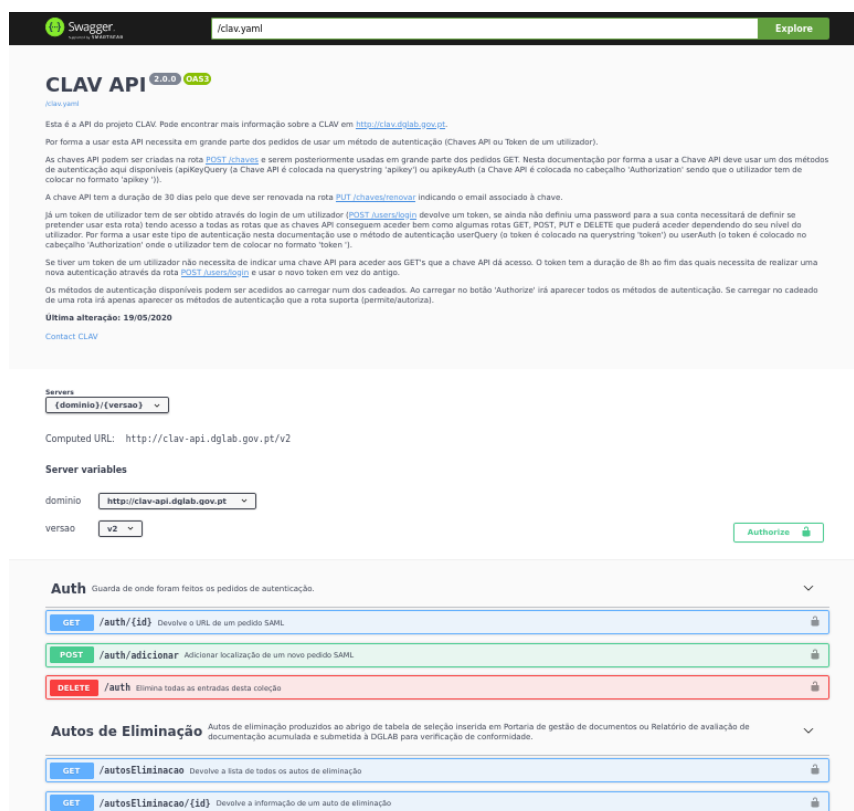 Swagger.
Supported by SMARTBEAR
/clav.yaml
Explore
CLAV API 2.0.0 OAS3
/clav.yaml
Esta é a API do projeto CLAV. Pode encontrar mais informação sobre a CLAV em http://clav.dglab.gov.pt.
Por forma a usar esta API necessita em grande parte dos pedidos de usar um método de autenticação (Chaves API ou Token de um utilizador).
As chaves API podem ser criadas na rota POST /chaves e serem posteriormente usadas em grande parte dos pedidos GET. Nesta documentação por forma a usar a Chave API deve usar um dos métodos
de autenticação aqui disponíveis (apiKeyQuery (a Chave API é colocada na querystring 'apikey') ou apikeyAuth (a Chave API é colocada no cabeçalho 'Authorization' sendo que o utilizador tem de
colocar no formato 'apikey ')).
A chave API tem a duração de 30 dias pelo que deve ser renovada na rota PUT /chaves/renovar indicando o email associado à chave.
Já um token de utilizador tem de ser obtido através do login de um utilizador (POST /users/login devolve um token, se ainda não definiu uma password para a sua conta necessitará de definir se
pretender usar esta rota) tendo acesso a todas as rotas que as chaves API conseguem aceder bem como algumas rotas GET, POST, PUT e DELETE que puderá aceder dependendo do seu nível do
utilizador. Por forma a usar este tipo de autenticação nesta documentação use o método de autenticação userQuery (o token é colocado na querystring 'token') ou userAuth (o token é colocado no
cabeçalho 'Authorization' onde o utilizador tem de colocar no formato 'token ').
Se tiver um token de um utilizador não necessita de indicar uma chave API para aceder aos GET's que a chave API dá acesso. O token tem a duração de 8h ao fim das quais necessita de realizar uma
nova autenticação através da rota POST /users/login e usar o novo token em vez do antigo.
Os métodos de autenticação disponíveis podem ser acedidos ao carregar num dos cadeados. Ao carregar no botão 'Authorize' irá aparecer todos os métodos de autenticação. Se carregar no cadeado
de uma rota irá apenas aparecer os métodos de autenticação que a rota suporta (permite/autoriza).
Última alteração: 19/05/2020
Contact CLAV
Servers
{dominio}/{versao}
Computed URL: http://clav-api.dglab.gov.pt/v2
Server variables
dominio http://clav-api.dglab.gov.pt
versao v2
Authorize
Auth Guarda de onde foram feitos os pedidos de autenticação.
GET /auth/{id} Devolve o URL de um pedido SAML
POST /auth/adicionar Adicionar localização de um novo pedido SAML
DELETE /auth Elimina todas as entradas desta coleção
Autos de Eliminação Autos de eliminação produzidos ao abrigo de tabela de seleção inserida em Portaria de gestão de documentos ou Relatório de avaliação de
documentação acumulada e submetida à DGLAB para verificação de conformidade.
GET /autosEliminacao Devolve a lista de todos os autos de eliminação
GET /autosEliminacao/{id} Devolve a informação de um auto de eliminação